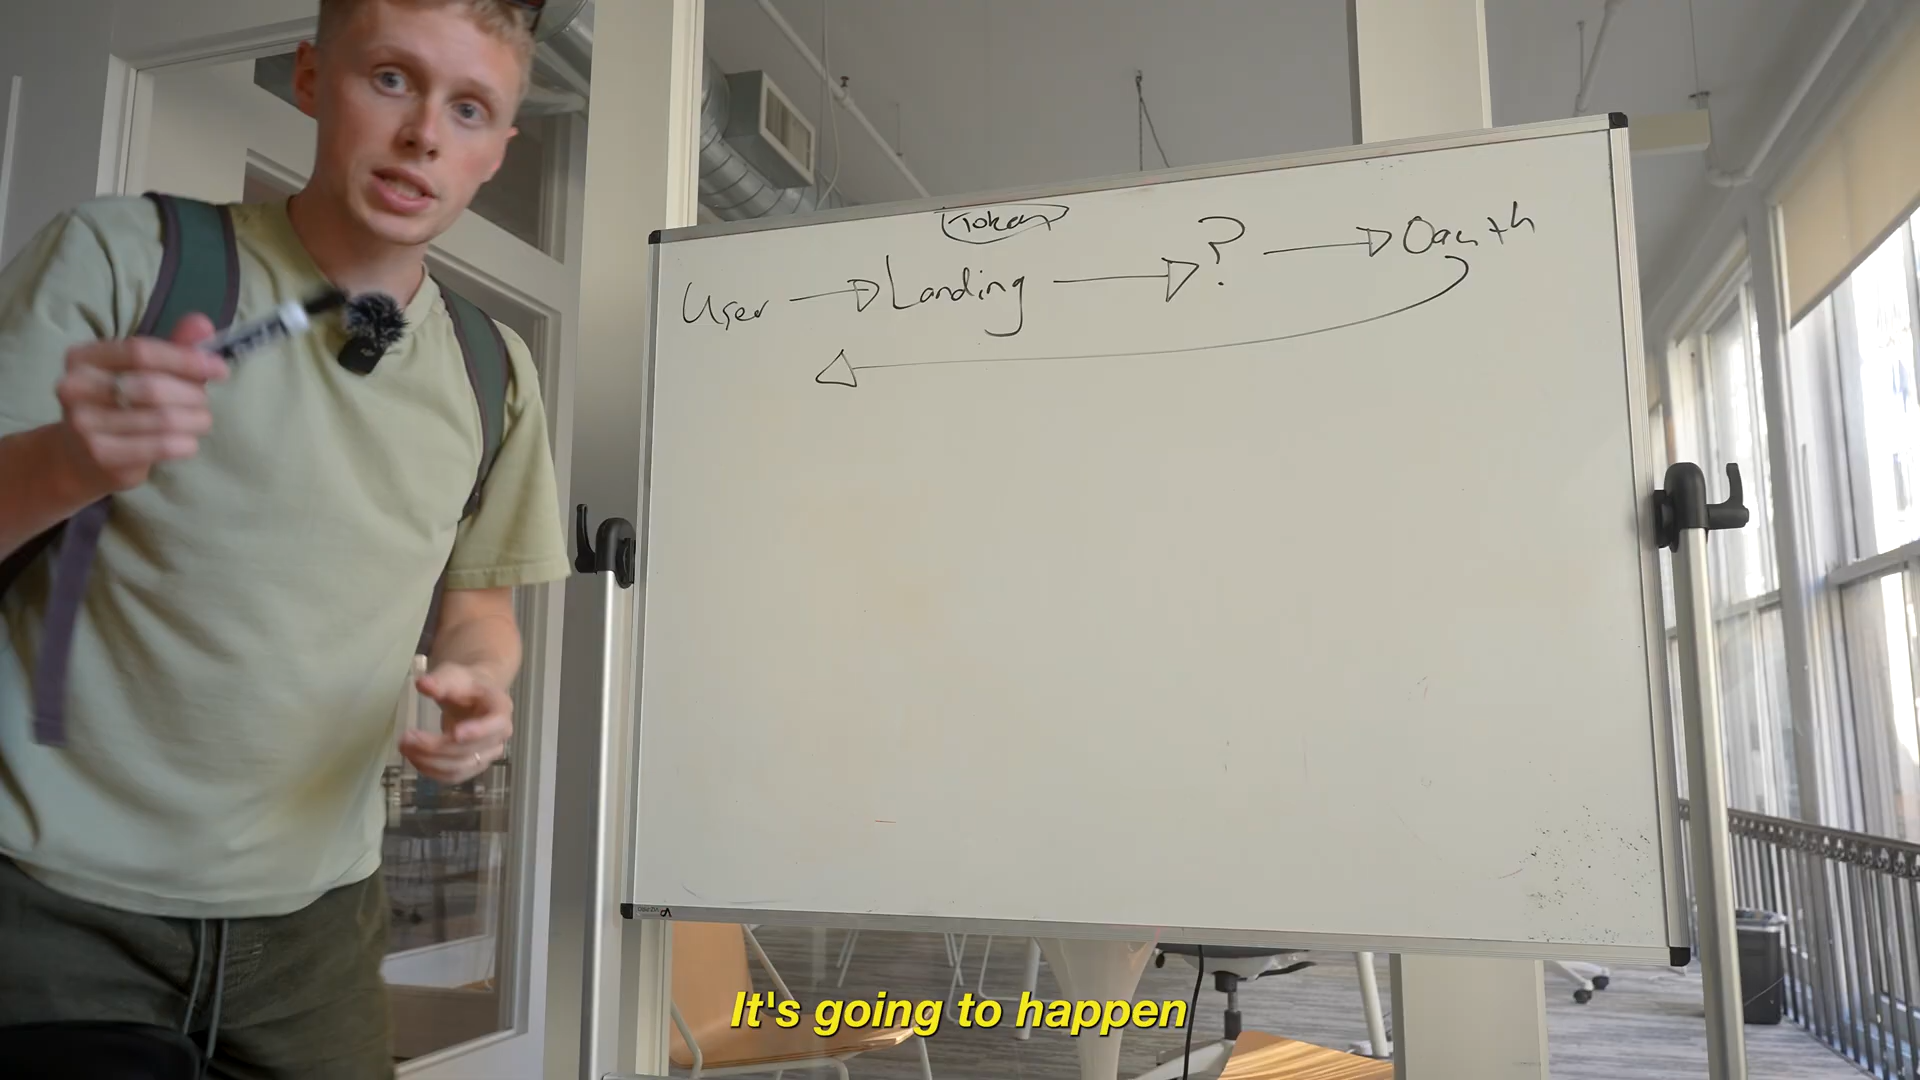 Token
User → Landing → ? → Oauth
It's going to happen